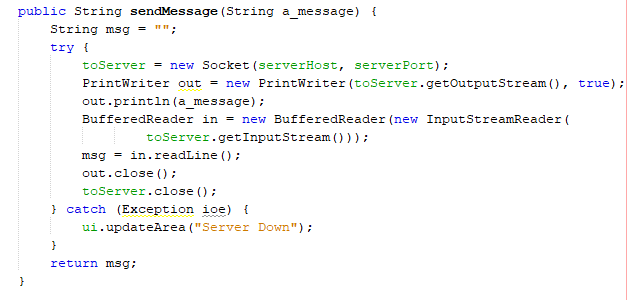 public String sendMessage(String a_message) {
String msg = "";
try {
toServer = new Socket(serverHost, serverPort);
PrintWriter out = new PrintWriter(toServer.getOutputStream(), true);
out.println(a_message);
BufferedReader in = new BufferedReader(new InputStreamReader(
toServer.getInputStream()));
msg = in.readLine();
out.close();
toServer.close();
} catch (Exception ioe) {
ui.updateArea("Server Down");
}
return msg;
}